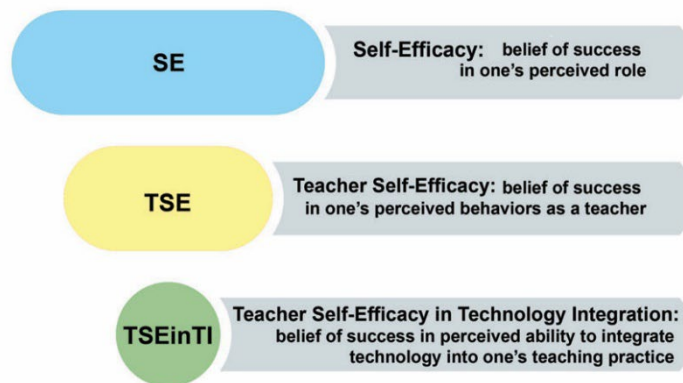 SE
Self-Efficacy: belief of success
in one's perceived role
TSE
Teacher Self-Efficacy: belief of success
in one's perceived behaviors as a teacher
TSEinTI
Teacher Self-Efficacy in Technology Integration:
belief of success in perceived ability to integrate
technology into one's teaching practice